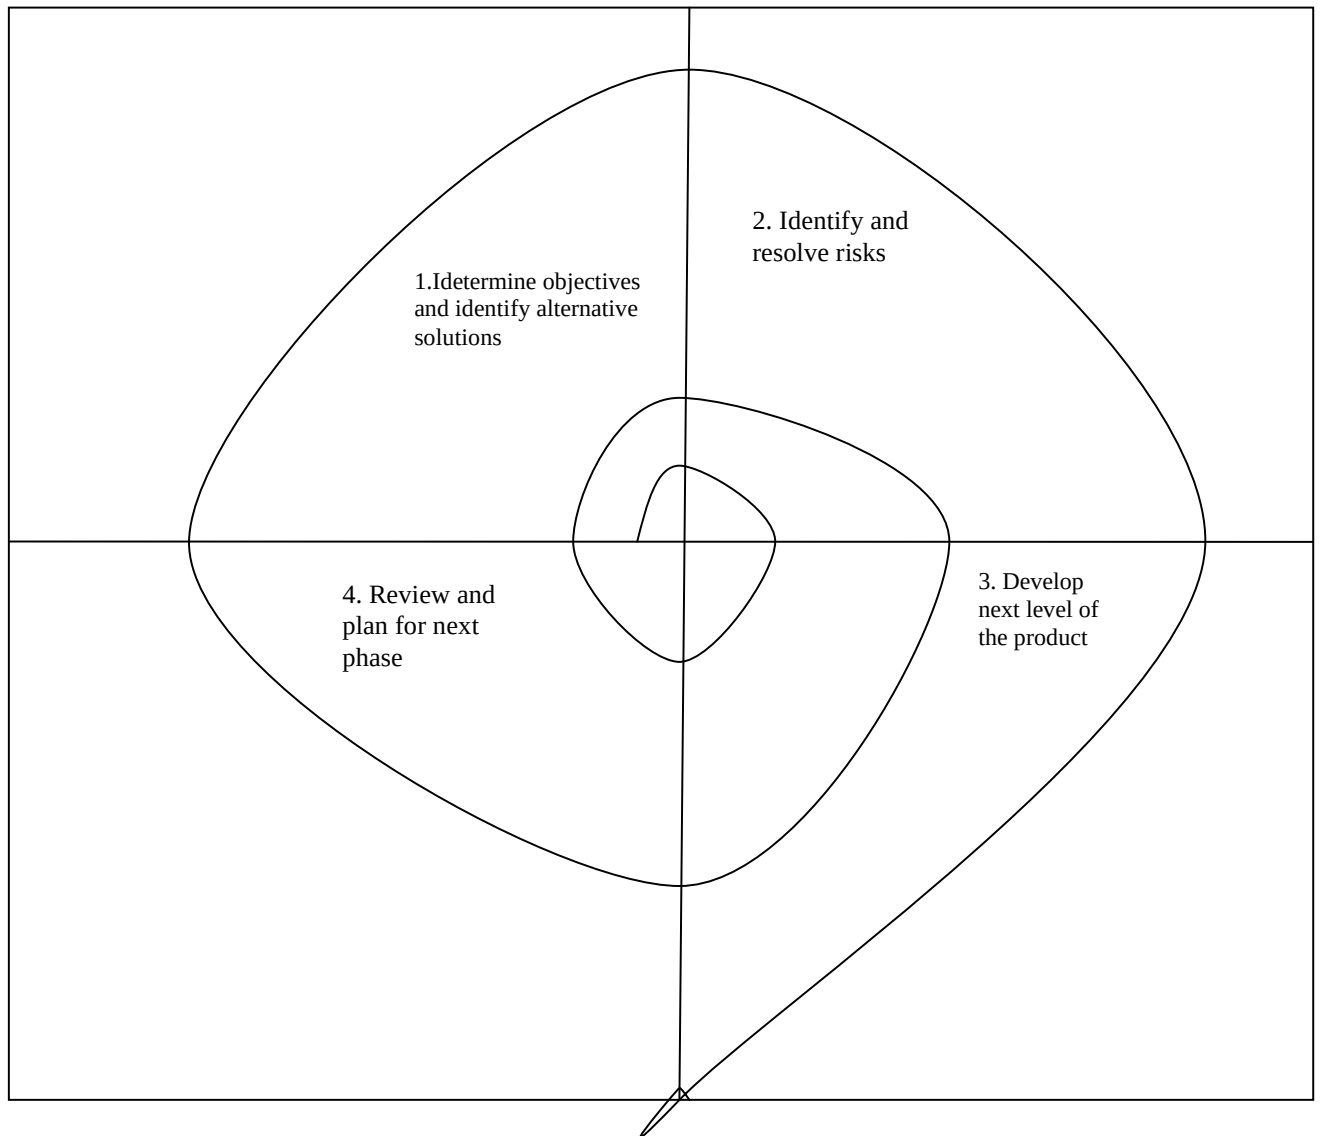 1.Idetermine objectives
and identify alternative
solutions
2. Identify and
resolve risks
3. Develop
next level of
the product
4. Review and
plan for next
phase